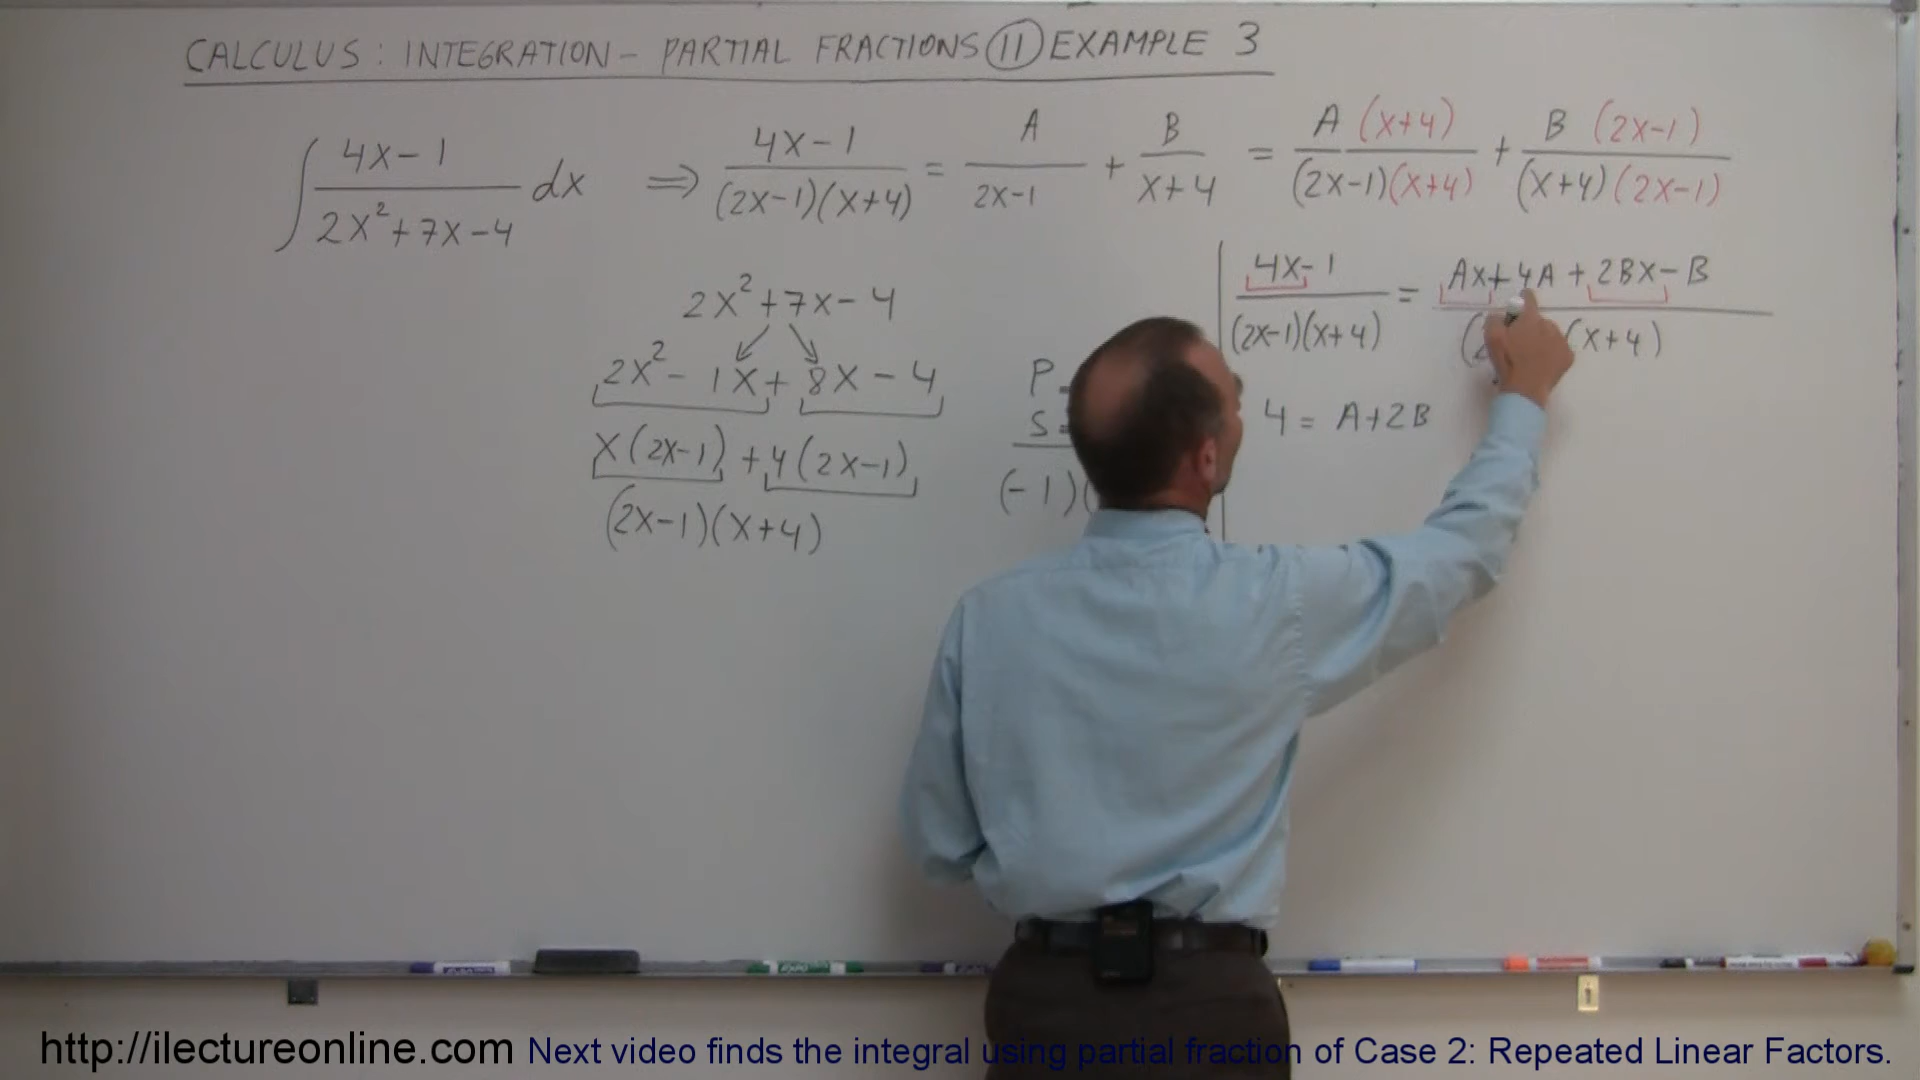 CALCULUS: INTEGRATION - PARTIAL FRACTIONS (11) EXAMPLE 3
∫ (4x-1)/(2x²+7x-4) dx ⟹ (4x-1)/((2x-1)(x+4)) = A/(2x-1) + B/(x+4) = A(x+4)/((2x-1)(x+4)) + B(2x-1)/((x+4)(2x-1))
2x²+7x-4
2x²-1x+8x-4
x(2x-1)+4(2x-1)
(2x-1)(x+4)
P=
S=
(-1)(
(4x-1)/((2x-1)(x+4)) = (Ax+4A+2Bx-B)/( (x+4)
4 = A+2B
http://ilectureonline.com Next video finds the integral using partial fraction of Case 2: Repeated Linear Factors.